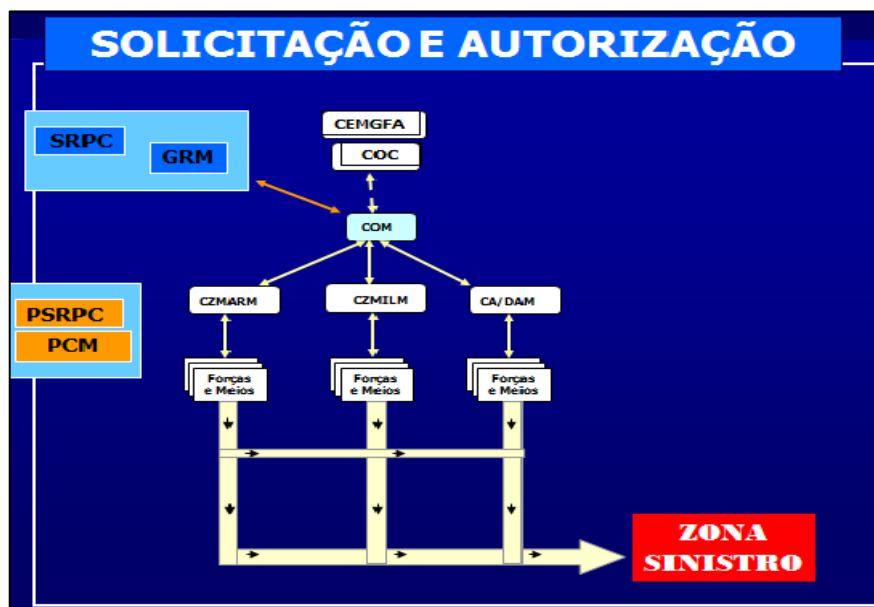 SOLICITAÇÃO E AUTORIZAÇÃO
SRPC
GRM
CEMGFA
COC
COM
CZMARM
CZMILM
CA/DAM
PSRPC
PCM
Forças
e Meios
Forças
e Meios
Forças
e Meios
ZONA
SINISTRO